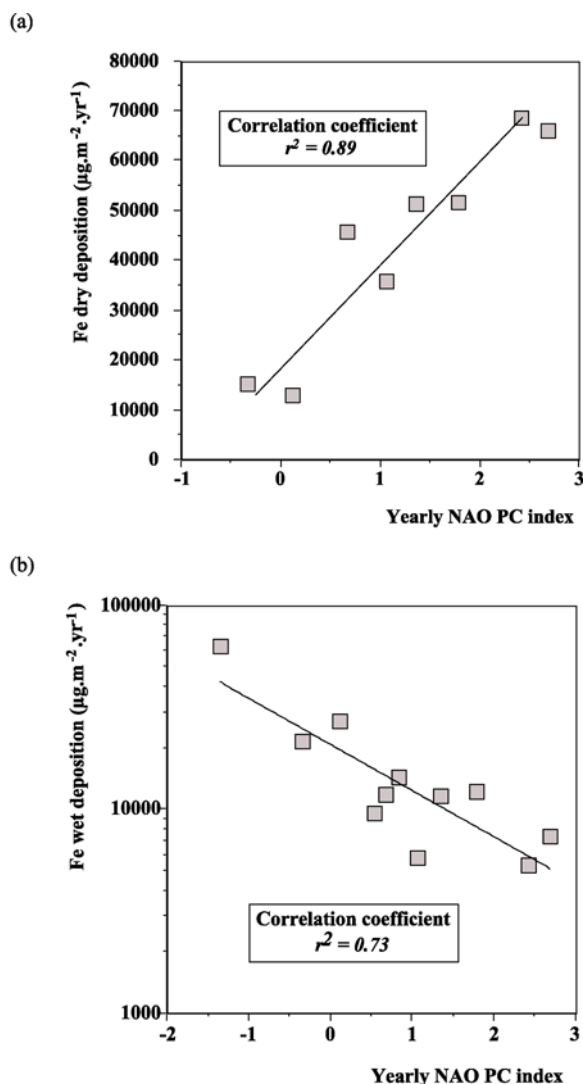 (a)
80000
70000
60000
50000
40000
30000
20000
10000
0
Fe dry deposition (µg.m⁻².yr⁻¹)
Correlation coefficient
r² = 0.89
-1 0 1 2 3
Yearly NAO PC index
(b)
100000
10000
1000
Fe wet deposition (µg.m⁻².yr⁻¹)
Correlation coefficient
r² = 0.73
-2 -1 0 1 2 3
Yearly NAO PC index